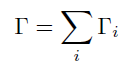 Γ = ∑_i Γ_i